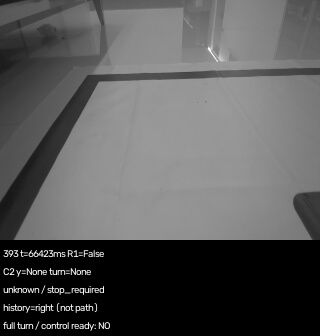 393 t=66423ms R1=False
C2 y=None turn=None
unknown / stop_required
history=right (not path)
full turn / control ready: NO